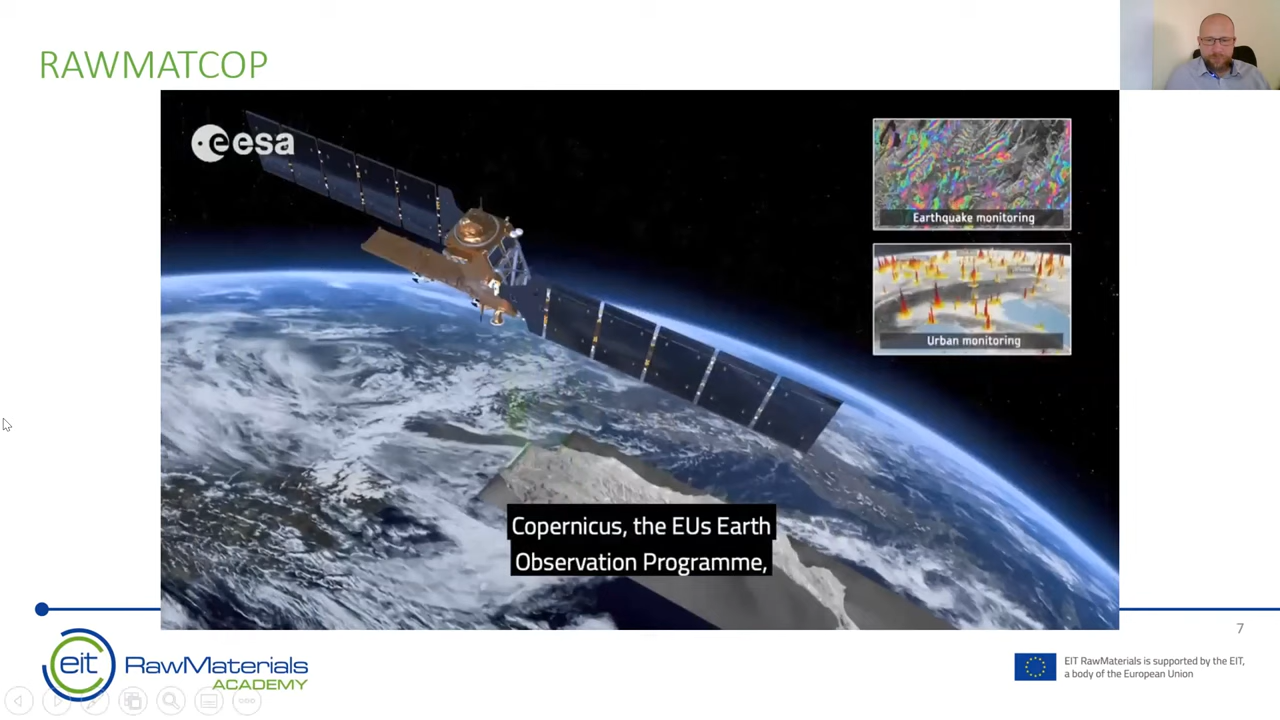 RAWMATCOP
esa
Earthquake monitoring
Urban monitoring
Copernicus, the EUs Earth
Observation Programme,
7
eit RawMaterials
ACADEMY
EIT RawMaterials is supported by the EIT,
a body of the European Union